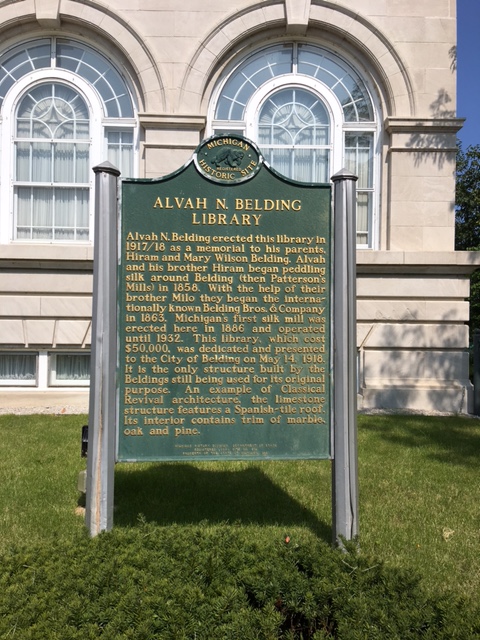 MICHIGAN
REGISTERED
HISTORIC SITE
ALVAH N. BELDING
LIBRARY
Alvah N. Belding erected this library in
1917/18 as a memorial to his parents,
Hiram and Mary Wilson Belding. Alvah
and his brother Hiram began peddling
silk around Belding (then Patterson's
Mills) in 1858. With the help of their
brother Milo they began the interna-
tionally known Belding Bros. & Company
in 1863. Michigan's first silk mill was
erected here in 1886 and operated
until 1932. This library, which cost
$50,000, was dedicated and presented
to the City of Belding on May 14, 1918.
It is the only structure built by the
Beldings still being used for its original
purpose. An example of Classical
Revival architecture, the limestone
structure features a Spanish-tile roof.
Its interior contains trim of marble,
oak and pine.